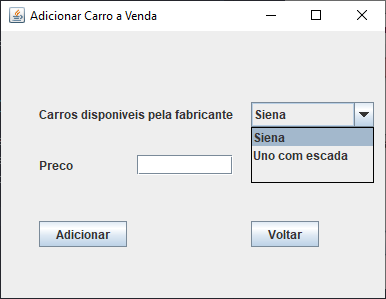 Adicionar Carro a Venda
Carros disponiveis pela fabricante
Siena
Siena
Uno com escada
Preco
Adicionar
Voltar